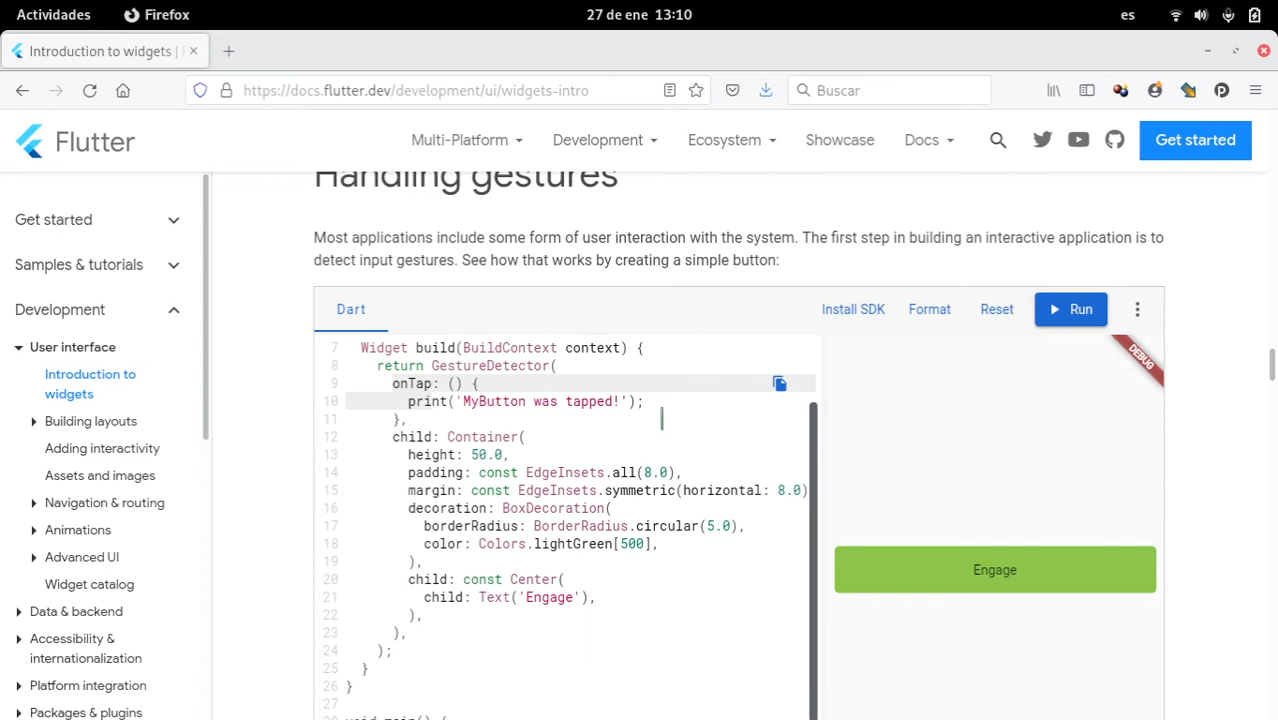 Actividades
Firefox
27 de ene 13:10
es
Introduction to widgets |
https://docs.flutter.dev/development/ui/widgets-intro
Buscar
Flutter
Multi-Platform
Development
Ecosystem
Showcase
Docs
Get started
Get started
Samples & tutorials
Development
User interface
Introduction to
widgets
Building layouts
Adding interactivity
Assets and images
Navigation & routing
Animations
Advanced UI
Widget catalog
Data & backend
Accessibility &
internationalization
Platform integration
Packages & plugins
Handling gestures
Most applications include some form of user interaction with the system. The first step in building an interactive application is to
detect input gestures. See how that works by creating a simple button:
Dart
Install SDK
Format
Reset
Run
7 Widget build(BuildContext context) {
8 return GestureDetector(
9 onTap: () {
10 print('MyButton was tapped!');
11 },
12 child: Container(
13 height: 50.0,
14 padding: const EdgeInsets.all(8.0),
15 margin: const EdgeInsets.symmetric(horizontal: 8.0)
16 decoration: BoxDecoration(
17 borderRadius: BorderRadius.circular(5.0),
18 color: Colors.lightGreen[500],
19 ),
20 child: const Center(
21 child: Text('Engage'),
22 ),
23 ),
24 );
25 }
26 }
27
28 void main() {
DEBUG
Engage